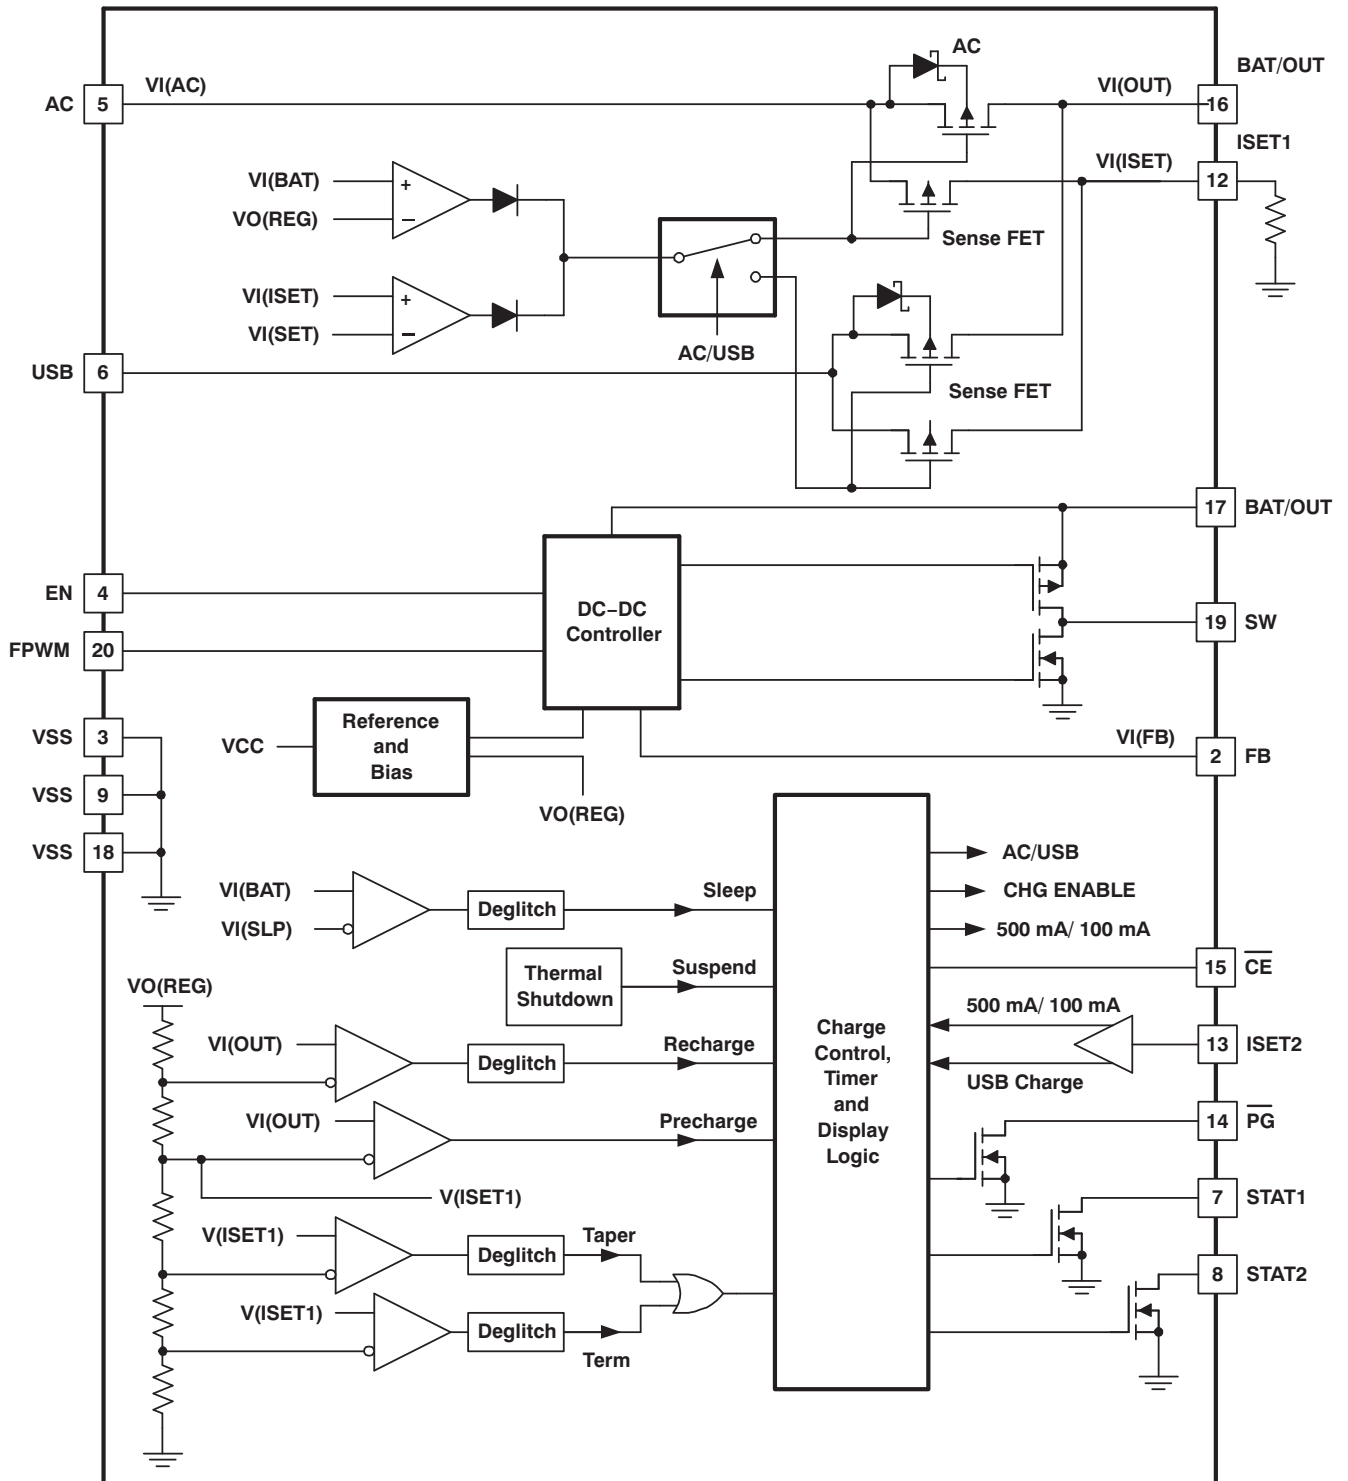 AC
BAT/OUT
VI(AC)
VI(OUT)
AC
5
16
ISET1
VI(BAT)
+
VI(ISET)
12
VO(REG)
−
Sense FET
VI(ISET)
+
VI(SET)
−
AC/USB
USB
6
Sense FET
17
BAT/OUT
EN
4
DC−DC
Controller
19
SW
FPWM
20
VSS
3
Reference
and
Bias
VCC
VI(FB)
2
FB
VSS
9
VO(REG)
VSS
18
AC/USB
VI(BAT)
Sleep
CHG ENABLE
Deglitch
VI(SLP)
500 mA/ 100 mA
Thermal
Shutdown
Suspend
15
CE
VO(REG)
500 mA/ 100 mA
Charge
Control,
Timer
and
Display
Logic
VI(OUT)
Recharge
13
ISET2
Deglitch
USB Charge
VI(OUT)
Precharge
14
PG
V(ISET1)
7
STAT1
V(ISET1)
Taper
Deglitch
8
STAT2
V(ISET1)
Deglitch
Term